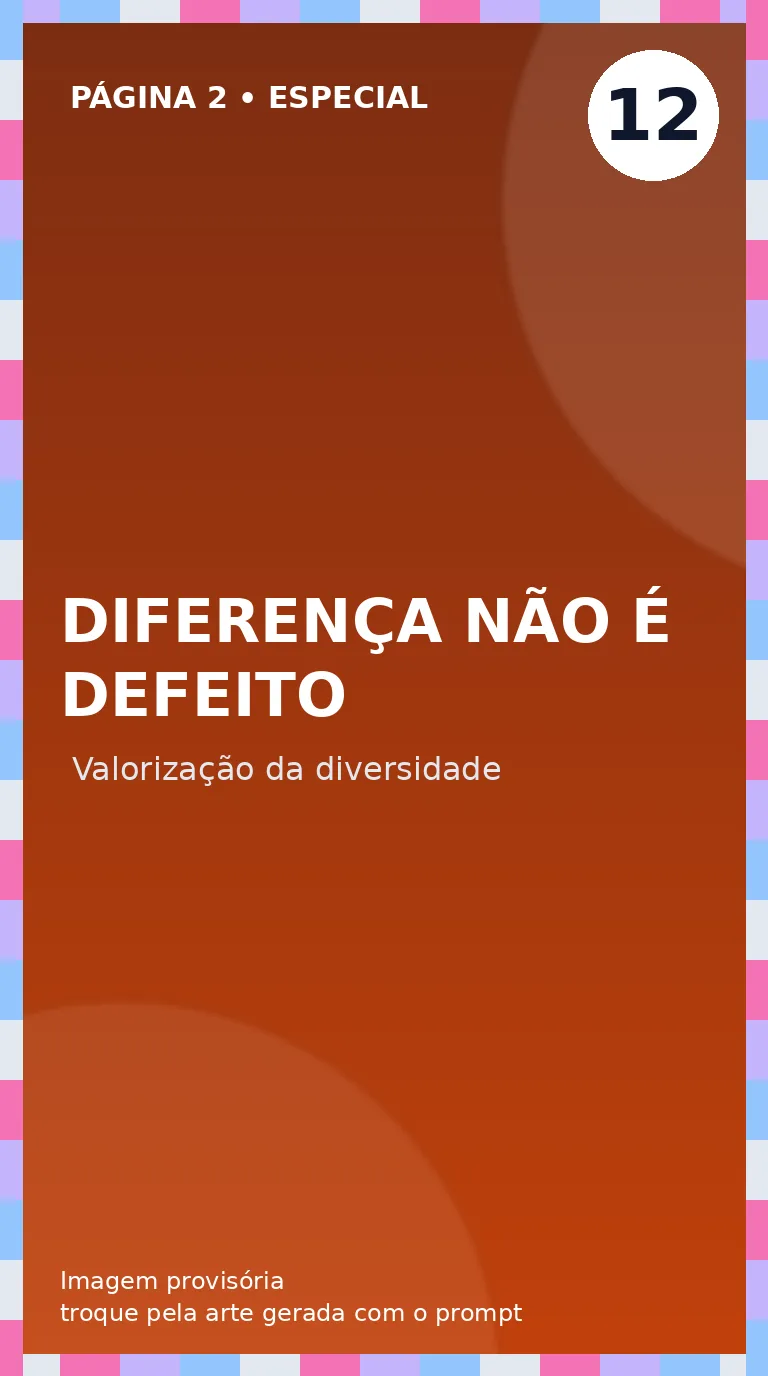 PÁGINA 2 • ESPECIAL
12
DIFERENÇA NÃO É
DEFEITO
Valorização da diversidade
Imagem provisória
troque pela arte gerada com o prompt